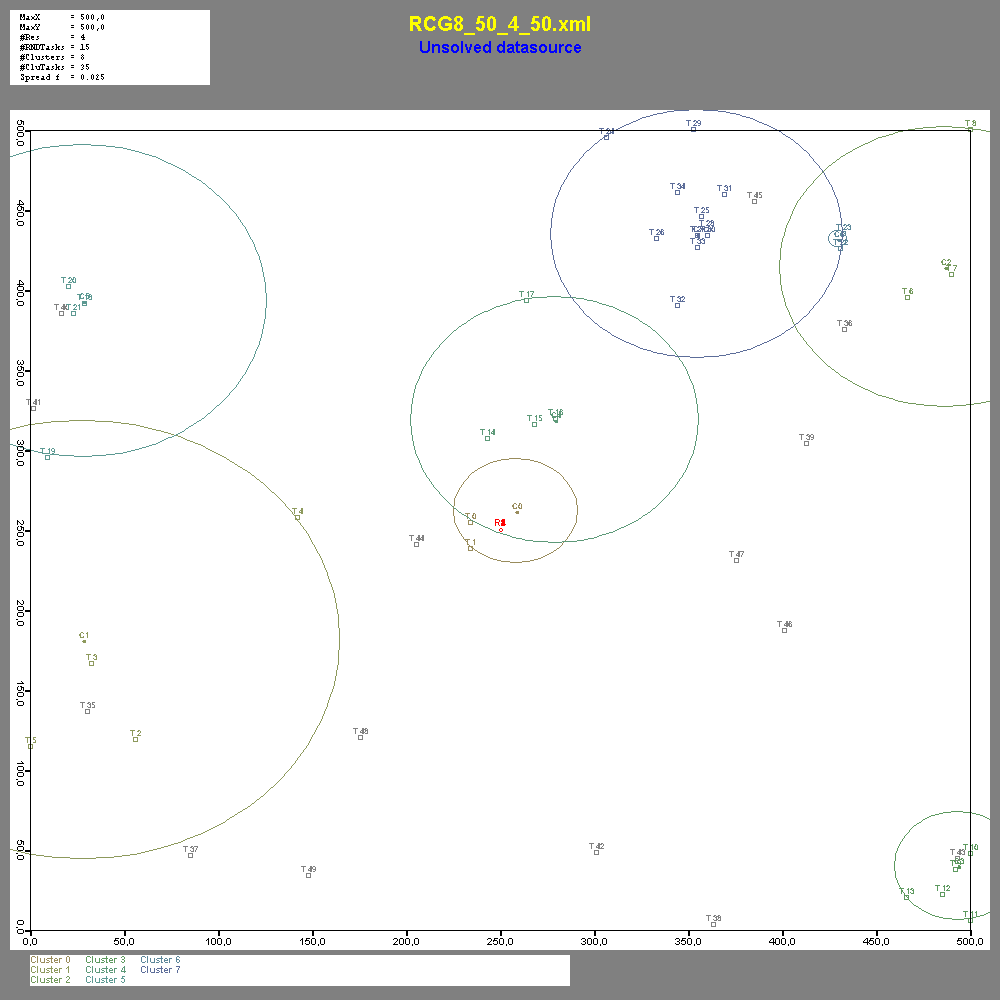 MaxX = 500,0
MaxY = 500,0
#Res = 4
#RNDTasks = 15
#Clusters = 8
#CluTasks = 35
Spread f = 0.025
RCG8_50_4_50.xml
Unsolved datasource
T 8
T 29
T 24
T 34
T 31
T 45
T 25
T 23
T 26
T 33
C2
7
T 20
T 6
T 32
T 17
T 21
T 36
T 41
T 15
T 14
T 39
T 19
C0
T 4
T 0
T 44
T 1
T 47
T 46
C1
T 3
T 35
T 2
T 5
T 48
T 37
T 42
T 43
T 10
T 49
T 13
T 12
T 11
T 38
500,0
450,0
400,0
350,0
300,0
250,0
200,0
150,0
100,0
50,0
0,0
0,0 50,0 100,0 150,0 200,0 250,0 300,0 350,0 400,0 450,0 500,0
Cluster 0 Cluster 3 Cluster 6
Cluster 1 Cluster 4 Cluster 7
Cluster 2 Cluster 5